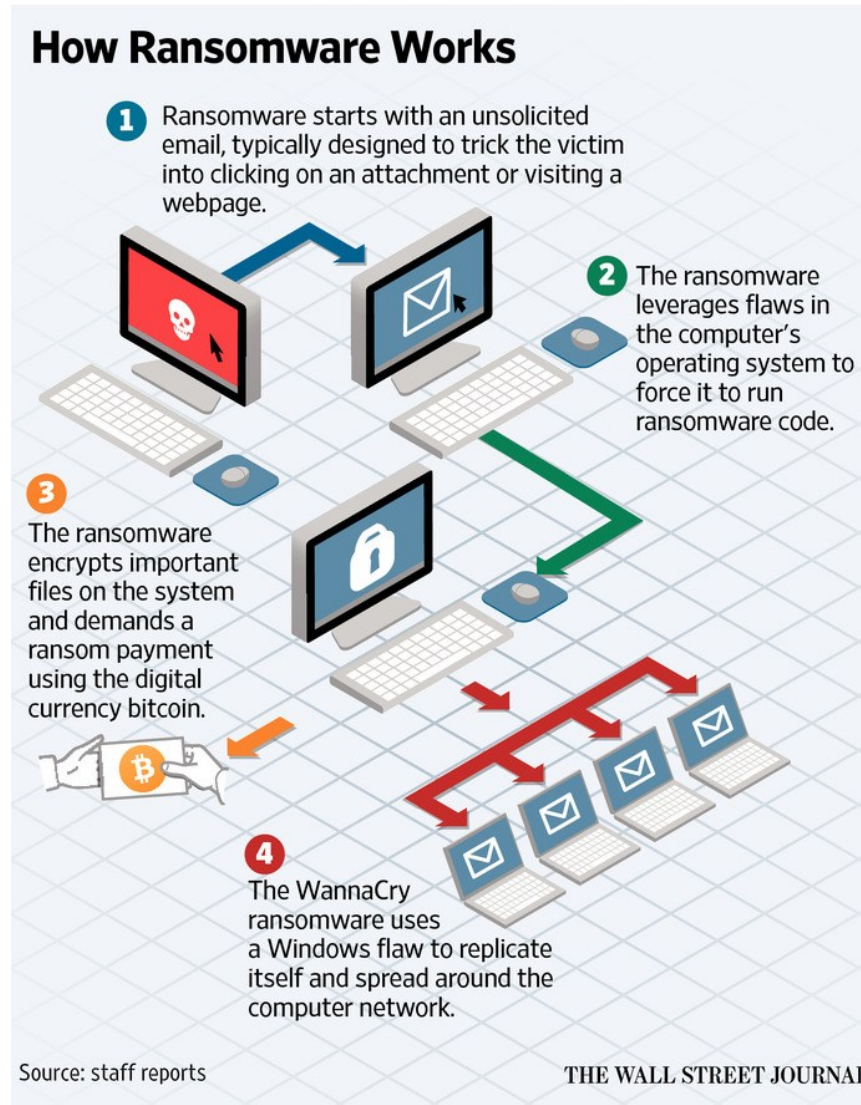 How Ransomware Works
1
Ransomware starts with an unsolicited
email, typically designed to trick the victim
into clicking on an attachment or visiting a
webpage.
2
The ransomware
leverages flaws in
the computer's
operating system to
force it to run
ransomware code.
3
The ransomware
encrypts important
files on the system
and demands a
ransom payment
using the digital
currency bitcoin.
4
The WannaCry
ransomware uses
a Windows flaw to replicate
itself and spread around the
computer network.
Source: staff reports
THE WALL STREET JOURNAL